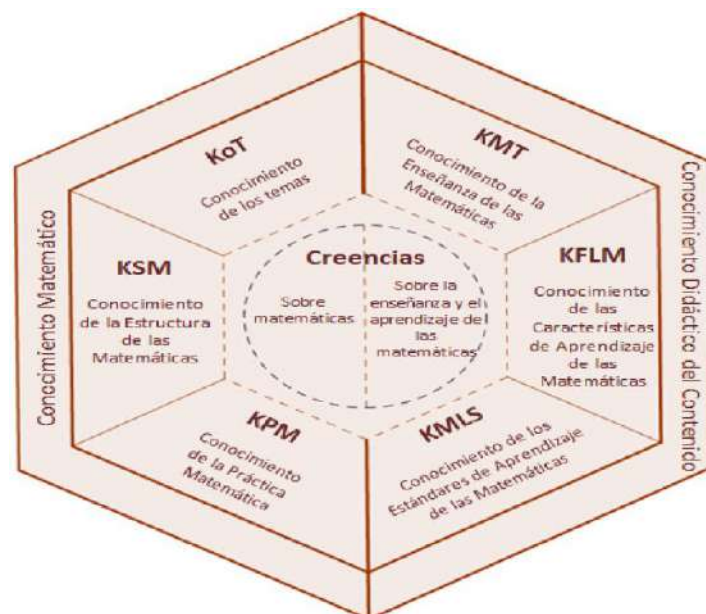 KoT
Conocimiento
de los temas
KMT
Conocimiento de la
Enseñanza de las
Matemáticas
Conocimiento Matemático
Conocimiento Didáctico del Contenido
KSM
Conocimiento
de la Estructura
de las
Matemáticas
Creencias
Sobre
matemáticas
Sobre la
enseñanza y el
aprendizaje de
las
matemáticas
KFLM
Conocimiento
de las
Características
de Aprendizaje
de las
Matemáticas
KPM
Conocimiento
de la Práctica
Matemática
KMLS
Conocimiento de los
Estándares de Aprendizaje
de las Matemáticas